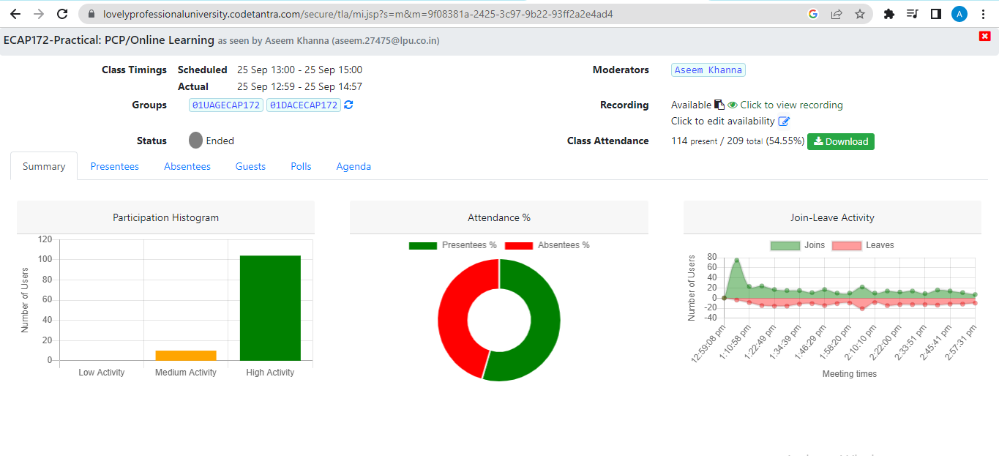 lovelyprofessionaluniversity.codetantra.com/secure/tla/mi.jsp?s=m&m=9f08381a-2425-3c97-9b22-93ff2a2e4ad4
A
ECAP172-Practical: PCP/Online Learning as seen by Aseem Khanna (aseem.27475@lpu.co.in)
Class Timings Scheduled 25 Sep 13:00 - 25 Sep 15:00
Actual 25 Sep 12:59 - 25 Sep 14:57
Groups 01UAGECAP172 01DACECAP172
Status Ended
Moderators Aseem Khanna
Recording Available Click to view recording
Click to edit availability
Class Attendance 114 present / 209 total (54.55%) Download
Summary Presentees Absentees Guests Polls Agenda
Participation Histogram
Number of Users
120
100
80
60
40
20
0
Low Activity Medium Activity High Activity
Attendance %
Presentees % Absentees %
Join-Leave Activity
Joins Leaves
Number of Users
80
60
40
20
0
-20
-40
12:59:08 pm 1:10:58 pm 1:22:49 pm 1:34:39 pm 1:46:29 pm 1:58:20 pm 2:10:10 pm 2:22:00 pm 2:33:51 pm 2:45:41 pm 2:57:31 pm
Meeting times